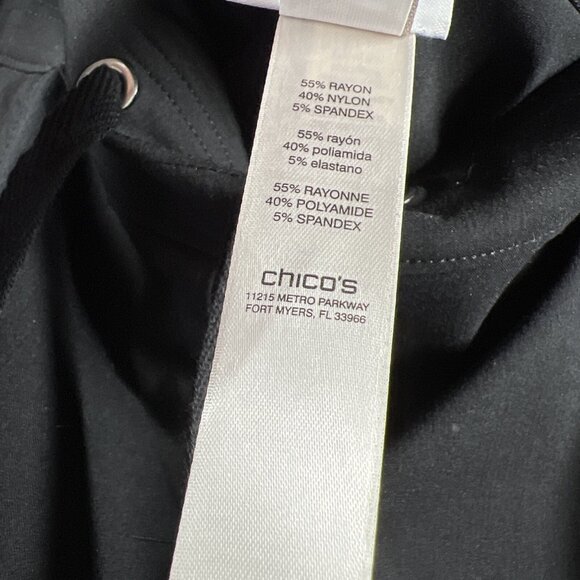 55% RAYON
40% NYLON
5% SPANDEX
55% rayón
40% poliamida
5% elastano
55% RAYONNE
40% POLYAMIDE
5% SPANDEX
chico's
11215 METRO PARKWAY
FORT MYERS, FL 33966